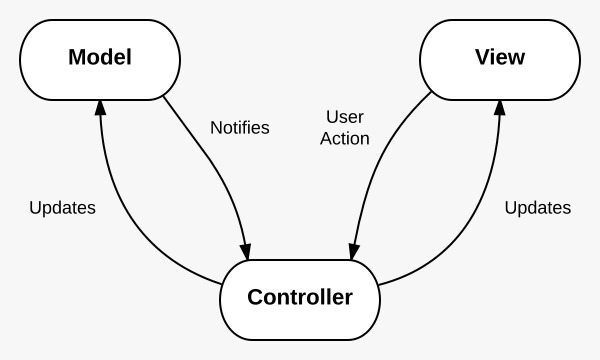 Model
View
Notifies
User
Action
Updates
Updates
Controller